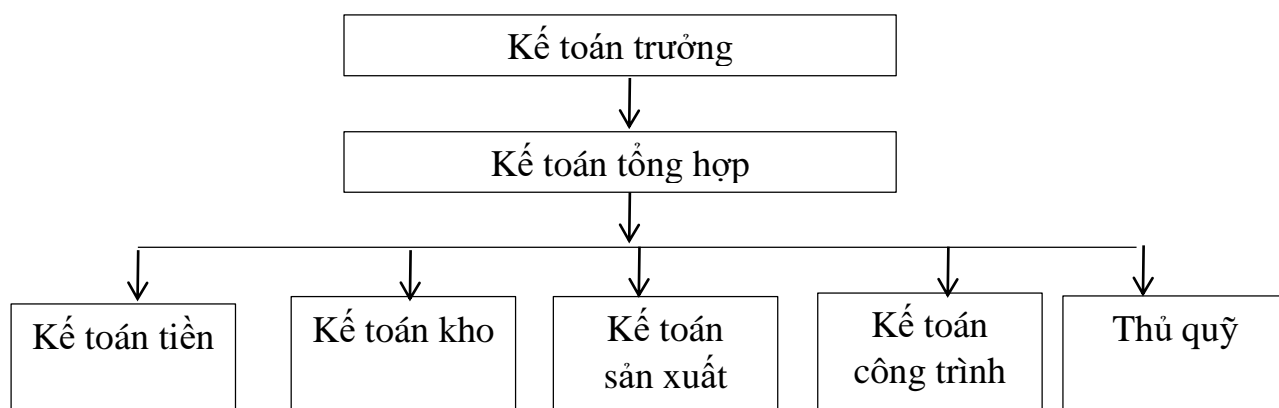 Kế toán trưởng
Kế toán tổng hợp
Kế toán tiền
Kế toán kho
Kế toán
sản xuất
Kế toán
công trình
Thủ quỹ